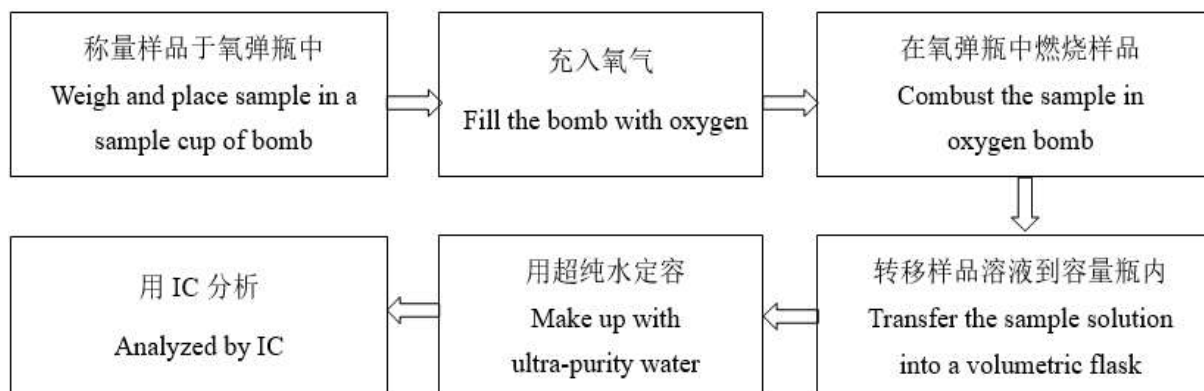 称量样品于氧弹瓶中
Weigh and place sample in a
sample cup of bomb
充入氧气
Fill the bomb with oxygen
在氧弹瓶中燃烧样品
Combust the sample in
oxygen bomb
转移样品溶液到容量瓶内
Transfer the sample solution
into a volumetric flask
用超纯水定容
Make up with
ultra-purity water
用 IC 分析
Analyzed by IC